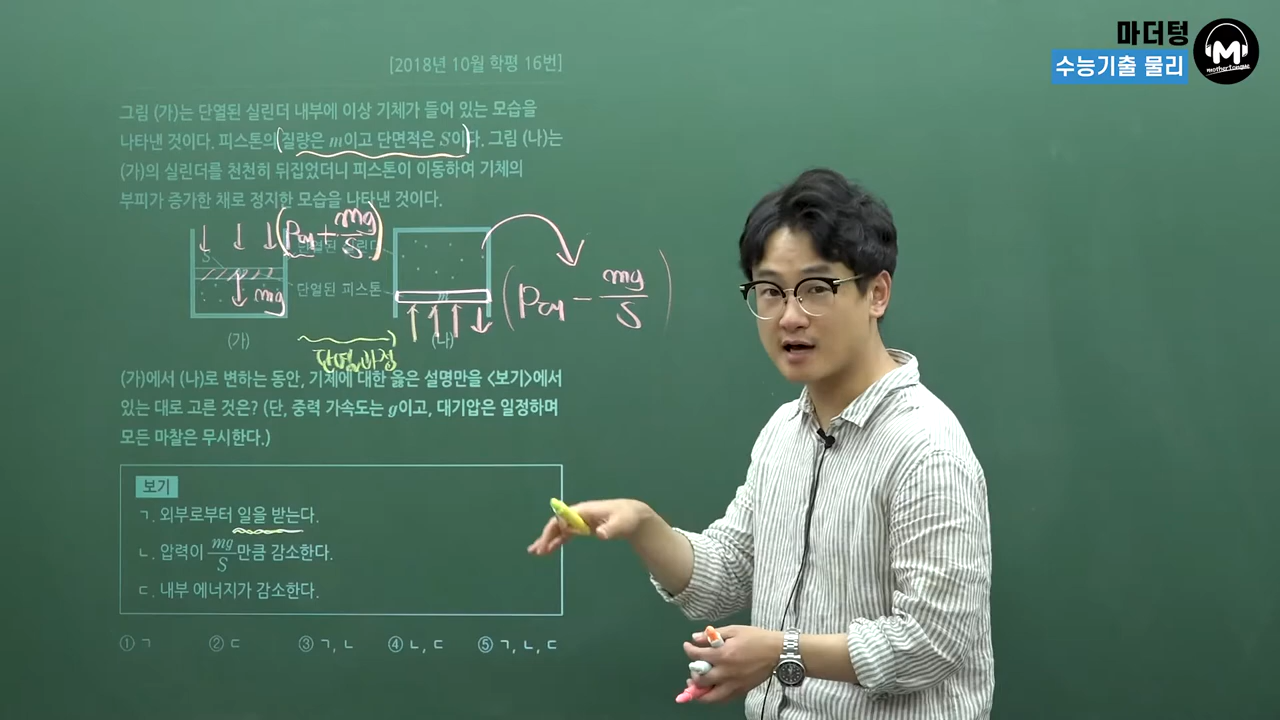 마더텅
수능기출 물리
M
mothertongue
[2018년 10월 학평 16번]
그림 (가)는 단열된 실린더 내부에 이상 기체가 들어 있는 모습을
나타낸 것이다. 피스톤의 질량은 m이고 단면적은 S이다. 그림 (나)는
(가)의 실린더를 천천히 뒤집었더니 피스톤이 이동하여 기체의
부피가 증가한 채로 정지한 모습을 나타낸 것이다.
S
mg
단열된 실린더
단열된 피스톤
(가)
(나)
단열 과정
(가)에서 (나)로 변하는 동안, 기체에 대한 옳은 설명만을 <보기>에서
있는 대로 고른 것은? (단, 중력 가속도는 g이고, 대기압은 일정하며
모든 마찰은 무시한다.)
보기
ㄱ. 외부로부터 일을 받는다.
ㄴ. 압력이 mg/S 만큼 감소한다.
ㄷ. 내부 에너지가 감소한다.
① ㄱ ② ㄷ ③ ㄱ, ㄴ ④ ㄴ, ㄷ ⑤ ㄱ, ㄴ, ㄷ